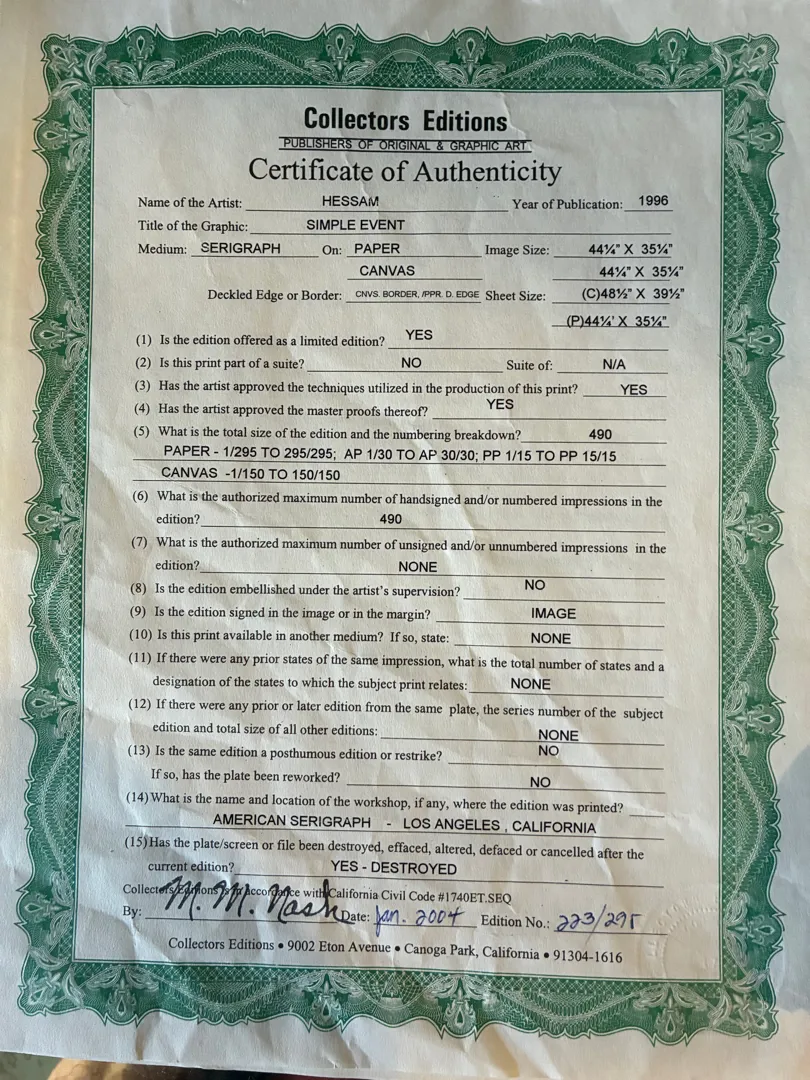 Collectors Editions
PUBLISHERS OF ORIGINAL & GRAPHIC ART
Certificate of Authenticity
Name of the Artist: HESSAM Year of Publication: 1996
Title of the Graphic: SIMPLE EVENT
Medium: SERIGRAPH On: PAPER Image Size: 44¼" X 35¼"
CANVAS 44¼" X 35¼"
Deckled Edge or Border: CNVS. BORDER, /PPR. D. EDGE Sheet Size: (C)48½" X 39½"
(P)44¼' X 35¼"
(1) Is the edition offered as a limited edition? YES
(2) Is this print part of a suite? NO Suite of: N/A
(3) Has the artist approved the techniques utilized in the production of this print? YES
(4) Has the artist approved the master proofs thereof? YES
(5) What is the total size of the edition and the numbering breakdown? 490
PAPER - 1/295 TO 295/295; AP 1/30 TO AP 30/30; PP 1/15 TO PP 15/15
CANVAS -1/150 TO 150/150
(6) What is the authorized maximum number of handsigned and/or numbered impressions in the
edition? 490
(7) What is the authorized maximum number of unsigned and/or unnumbered impressions in the
edition? NONE
(8) Is the edition embellished under the artist's supervision? NO
(9) Is the edition signed in the image or in the margin? IMAGE
(10) Is this print available in another medium? If so, state: NONE
(11) If there were any prior states of the same impression, what is the total number of states and a
designation of the states to which the subject print relates: NONE
(12) If there were any prior or later edition from the same plate, the series number of the subject
edition and total size of all other editions: NONE
(13) Is the same edition a posthumous edition or restrike? NO
If so, has the plate been reworked? NO
(14) What is the name and location of the workshop, if any, where the edition was printed?
AMERICAN SERIGRAPH - LOS ANGELES , CALIFORNIA
(15) Has the plate/screen or file been destroyed, effaced, altered, defaced or cancelled after the
current edition? YES - DESTROYED
Collectors Editions is in Accordance with California Civil Code #1740ET.SEQ
By: M. M. Nash Date: Jan. 2004 Edition No.: 223/295
Collectors Editions • 9002 Eton Avenue • Canoga Park, California • 91304-1616